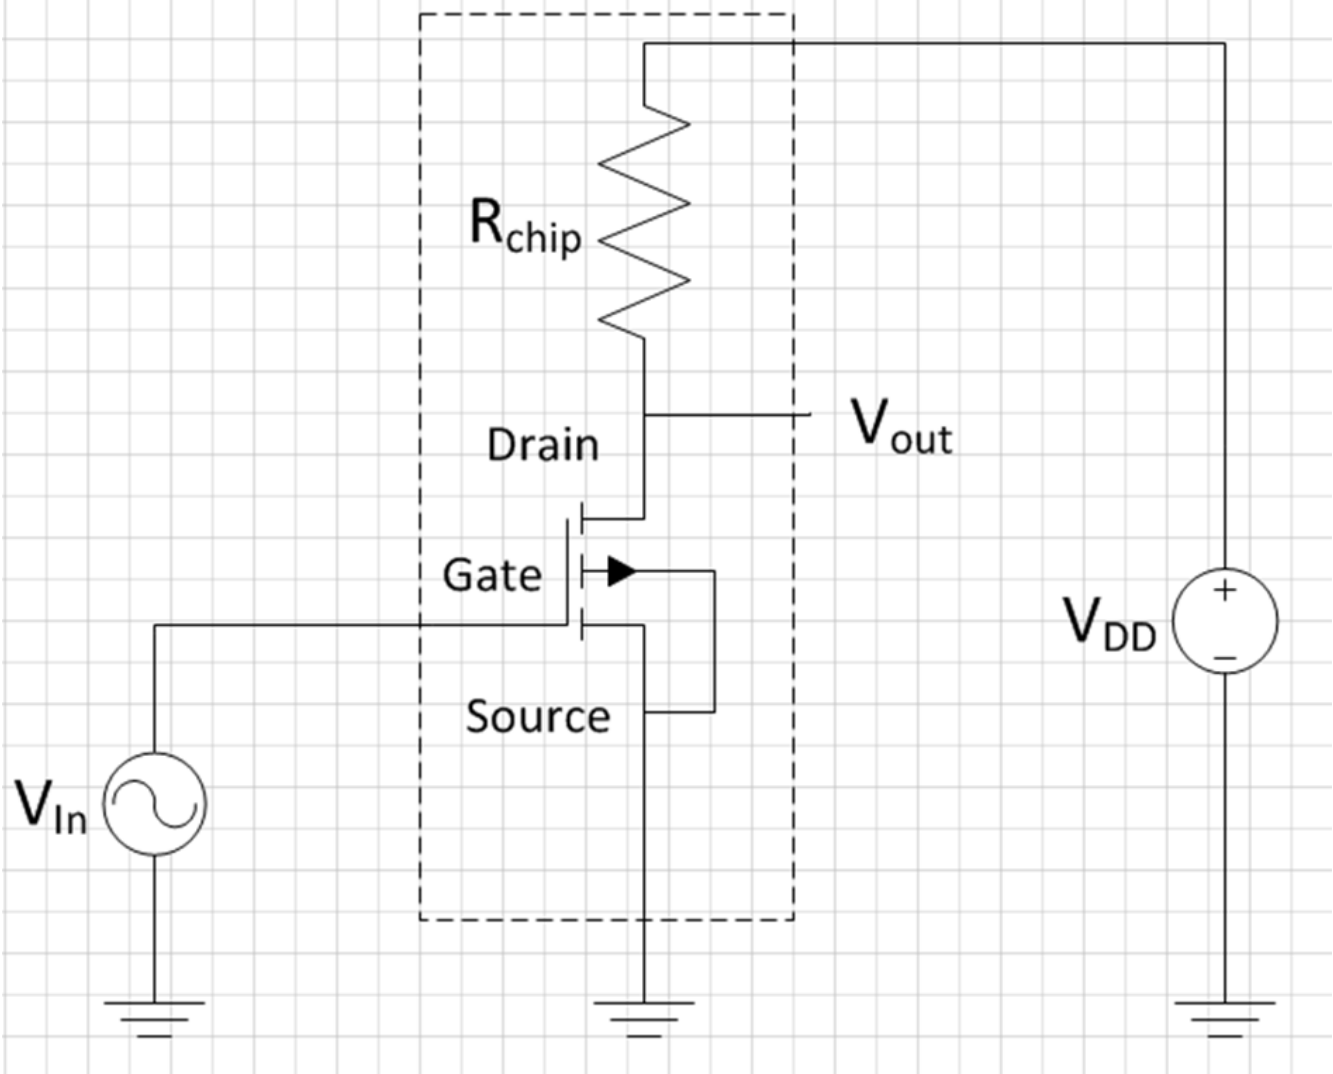 Rchip
Vout
Drain
Gate
VDD
+
−
Source
VIn